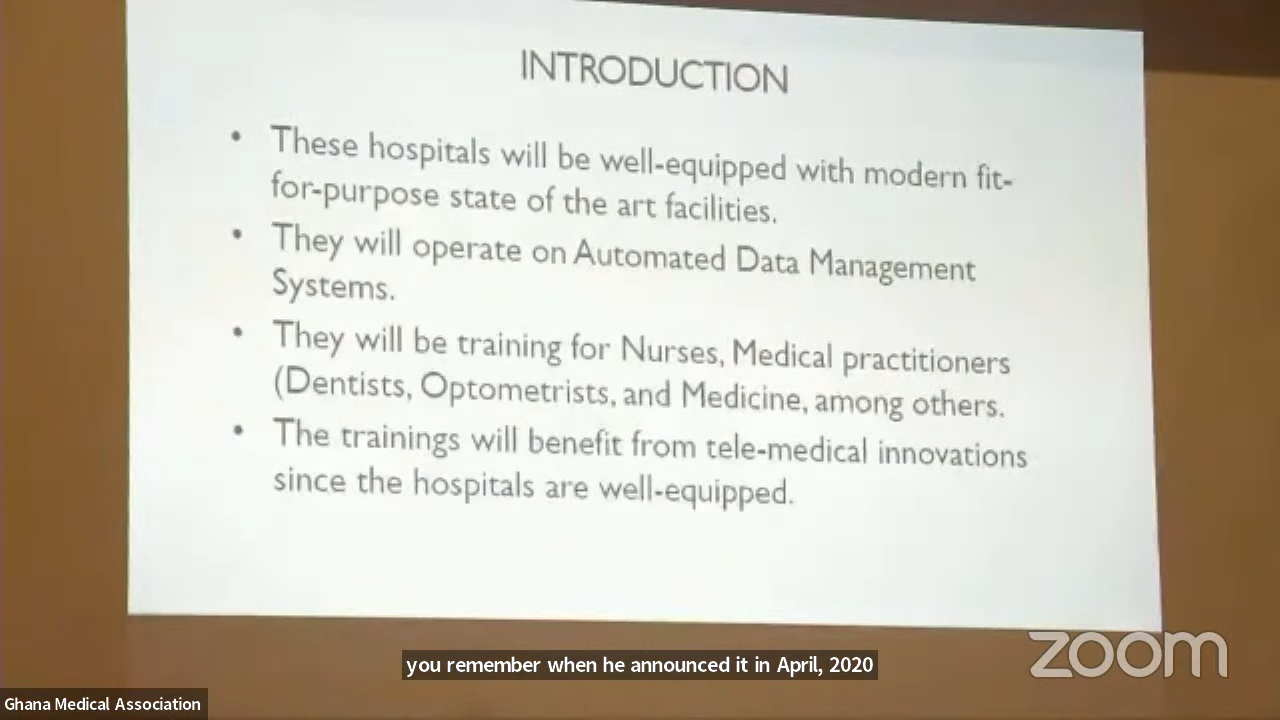 INTRODUCTION
• These hospitals will be well-equipped with modern fit-
for-purpose state of the art facilities.
• They will operate on Automated Data Management
Systems.
• They will be training for Nurses, Medical practitioners
(Dentists, Optometrists, and Medicine, among others.
• The trainings will benefit from tele-medical innovations
since the hospitals are well-equipped.
you remember when he announced it in April, 2020
zoom
Ghana Medical Association